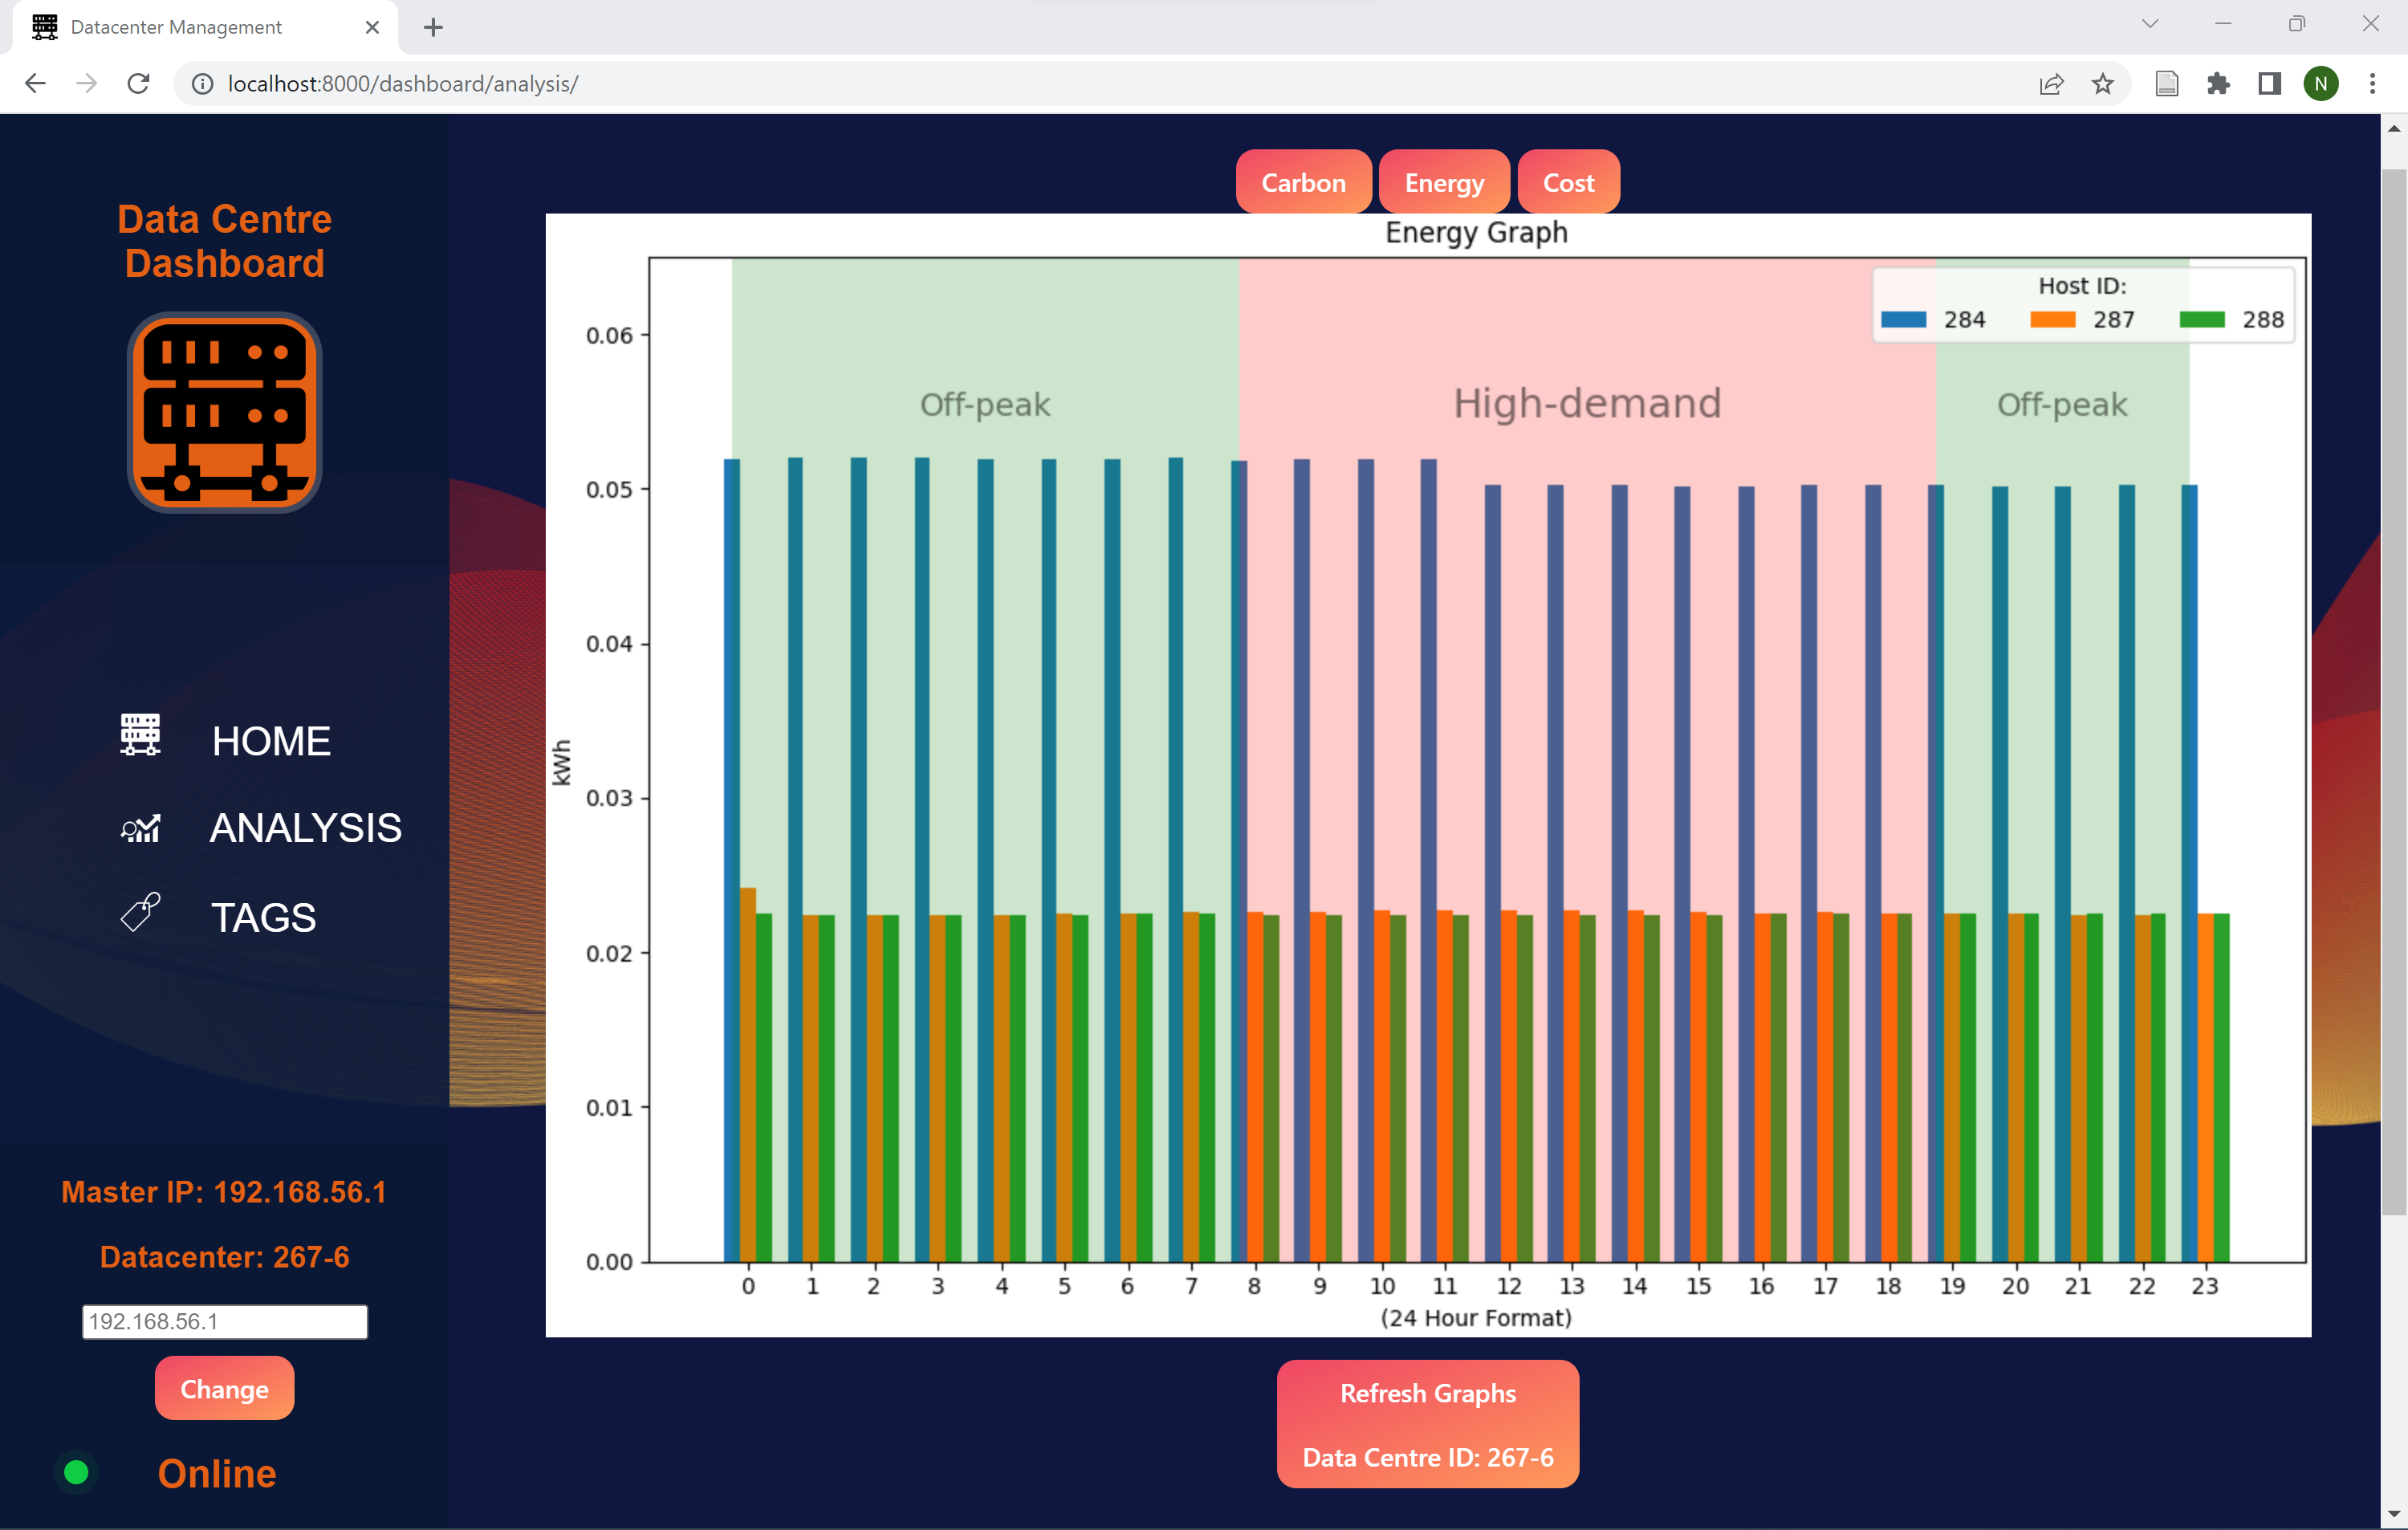 Datacenter Management
localhost:8000/dashboard/analysis/
N
Data Centre
Dashboard
HOME
ANALYSIS
TAGS
Master IP: 192.168.56.1
Datacenter: 267-6
192.168.56.1
Change
Online
Carbon Energy Cost
Energy Graph
Host ID:
284 287 288
Off-peak High-demand Off-peak
0.06
0.05
0.04
0.03
0.02
0.01
0.00
kWh
0 1 2 3 4 5 6 7 8 9 10 11 12 13 14 15 16 17 18 19 20 21 22 23
(24 Hour Format)
Refresh Graphs
Data Centre ID: 267-6